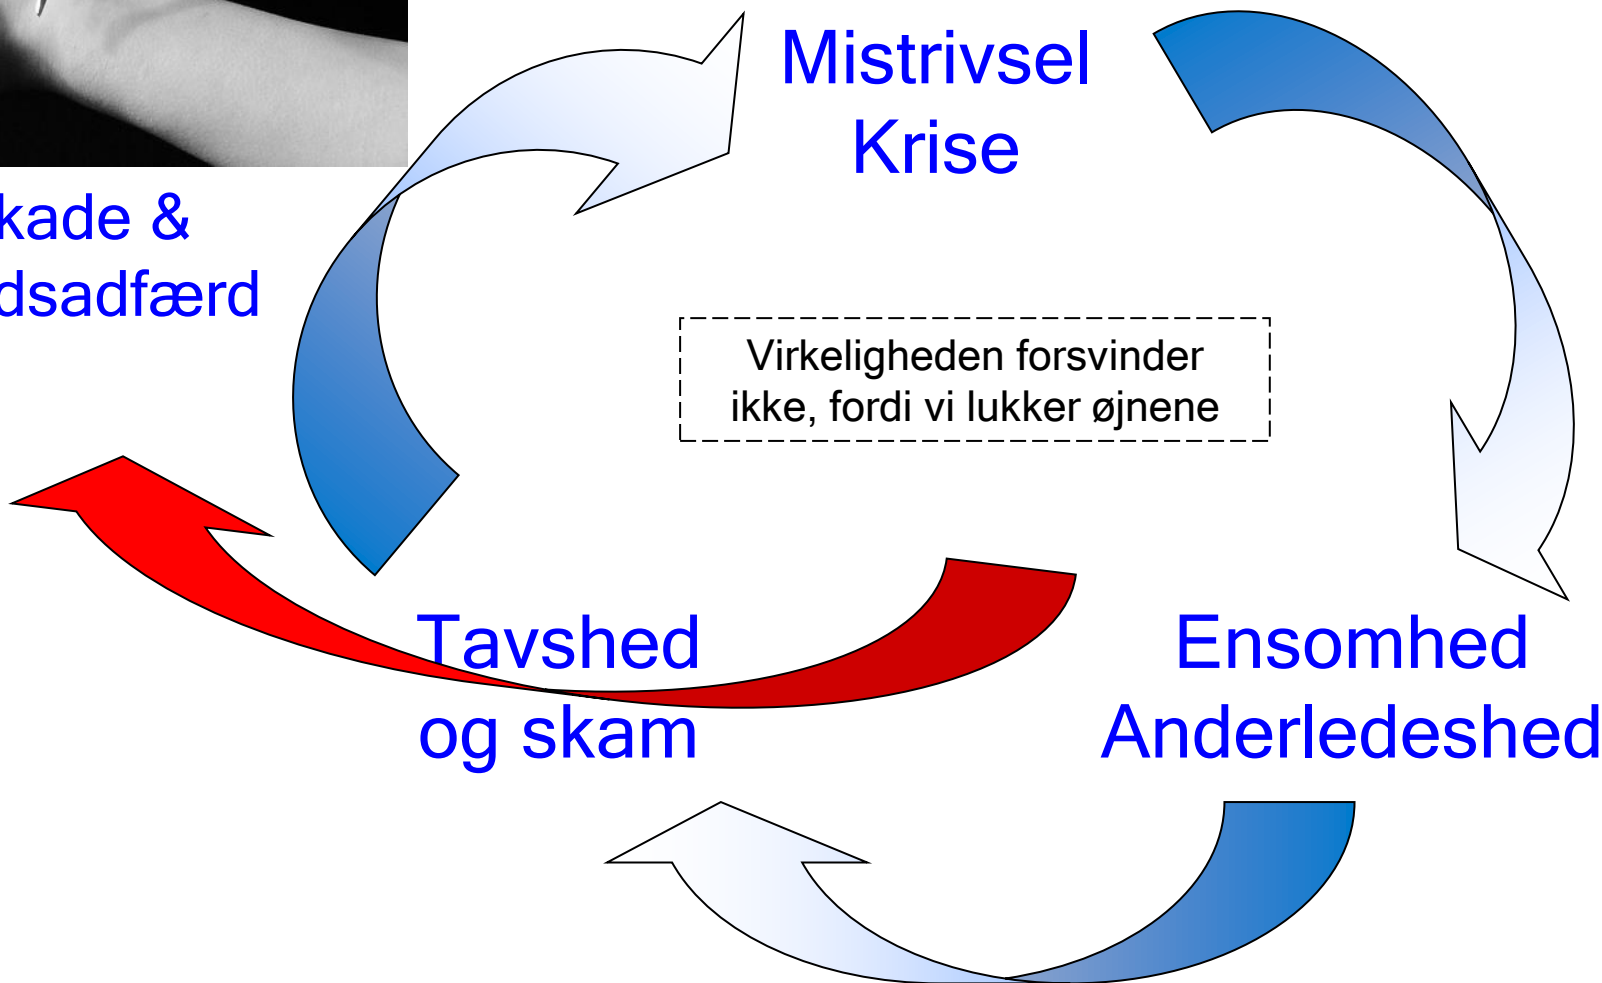 Mistrivsel
Krise
kade &
dsadfærd
Virkeligheden forsvinder
ikke, fordi vi lukker øjnene
Tavshed
og skam
Ensomhed
Anderledeshed